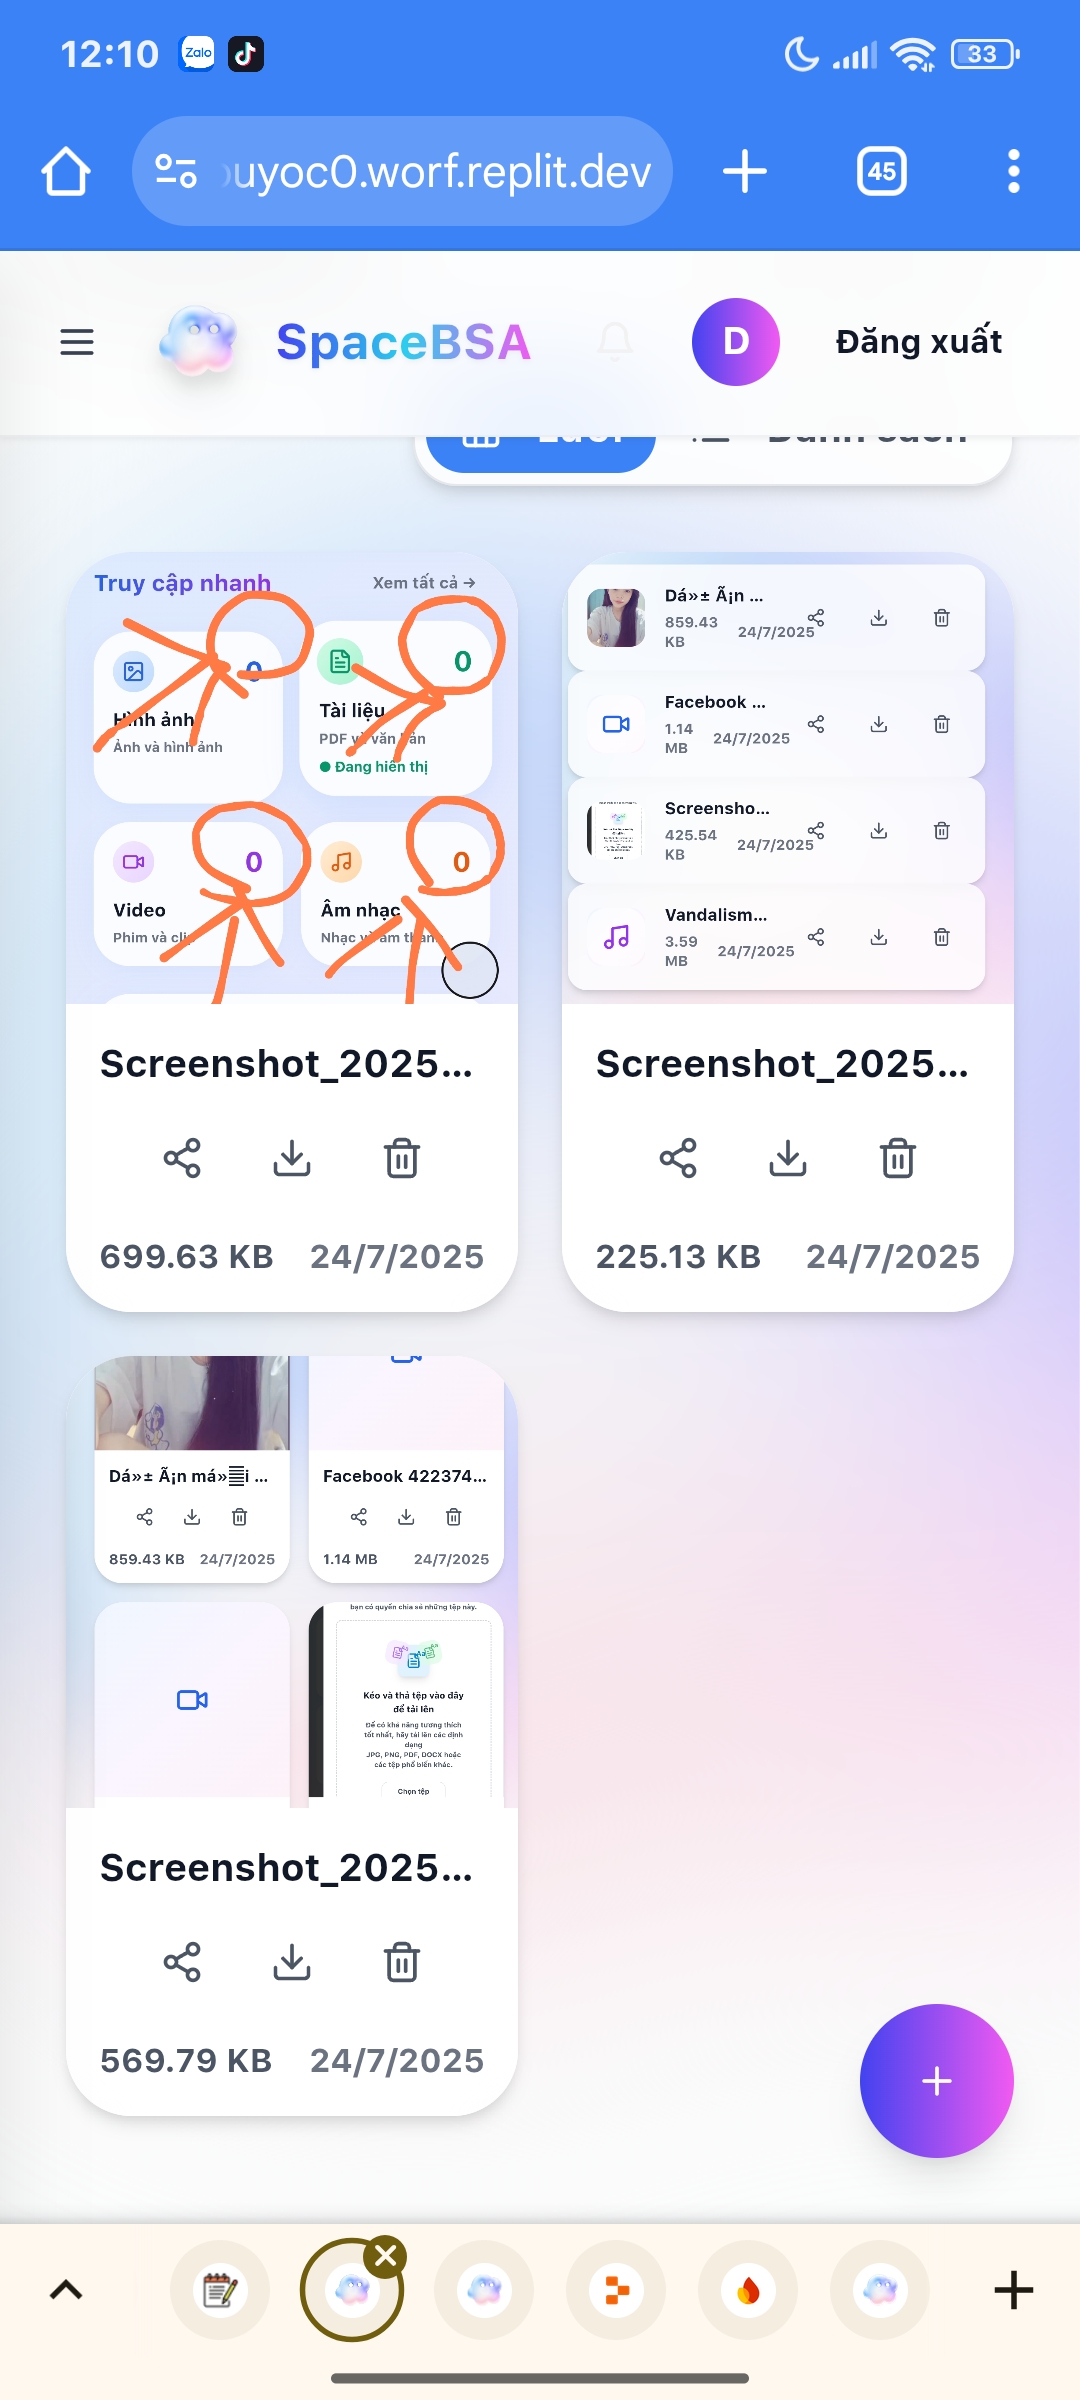 12:10
Zalo
33
uyoc0.worf.replit.dev
45
SpaceBSA
D
Đăng xuất
Truy cập nhanh
Xem tất cả →
0
Hình ảnh
Ảnh và hình ảnh
0
Tài liệu
PDF và văn bản
Đang hiển thị
0
Video
Phim và clip
0
Âm nhạc
Nhạc và âm thanh
Screenshot_2025...
699.63 KB
24/7/2025
Dá»± Ã¡n ...
859.43 KB
24/7/2025
Facebook ...
1.14 MB
24/7/2025
Screensho...
425.54 KB
24/7/2025
Vandalism...
3.59 MB
24/7/2025
Screenshot_2025...
225.13 KB
24/7/2025
Dá»± Ã¡n má»i ...
859.43 KB
24/7/2025
Facebook 422374...
1.14 MB
24/7/2025
bạn có quyền chia sẻ những tệp này.
Kéo và thả tệp vào đây
để tải lên
Để có khả năng tương thích
tốt nhất, hãy tải lên các định
dạng
JPG, PNG, PDF, DOCX hoặc
các tệp phổ biến khác.
Chọn tệp
Screenshot_2025...
569.79 KB
24/7/2025